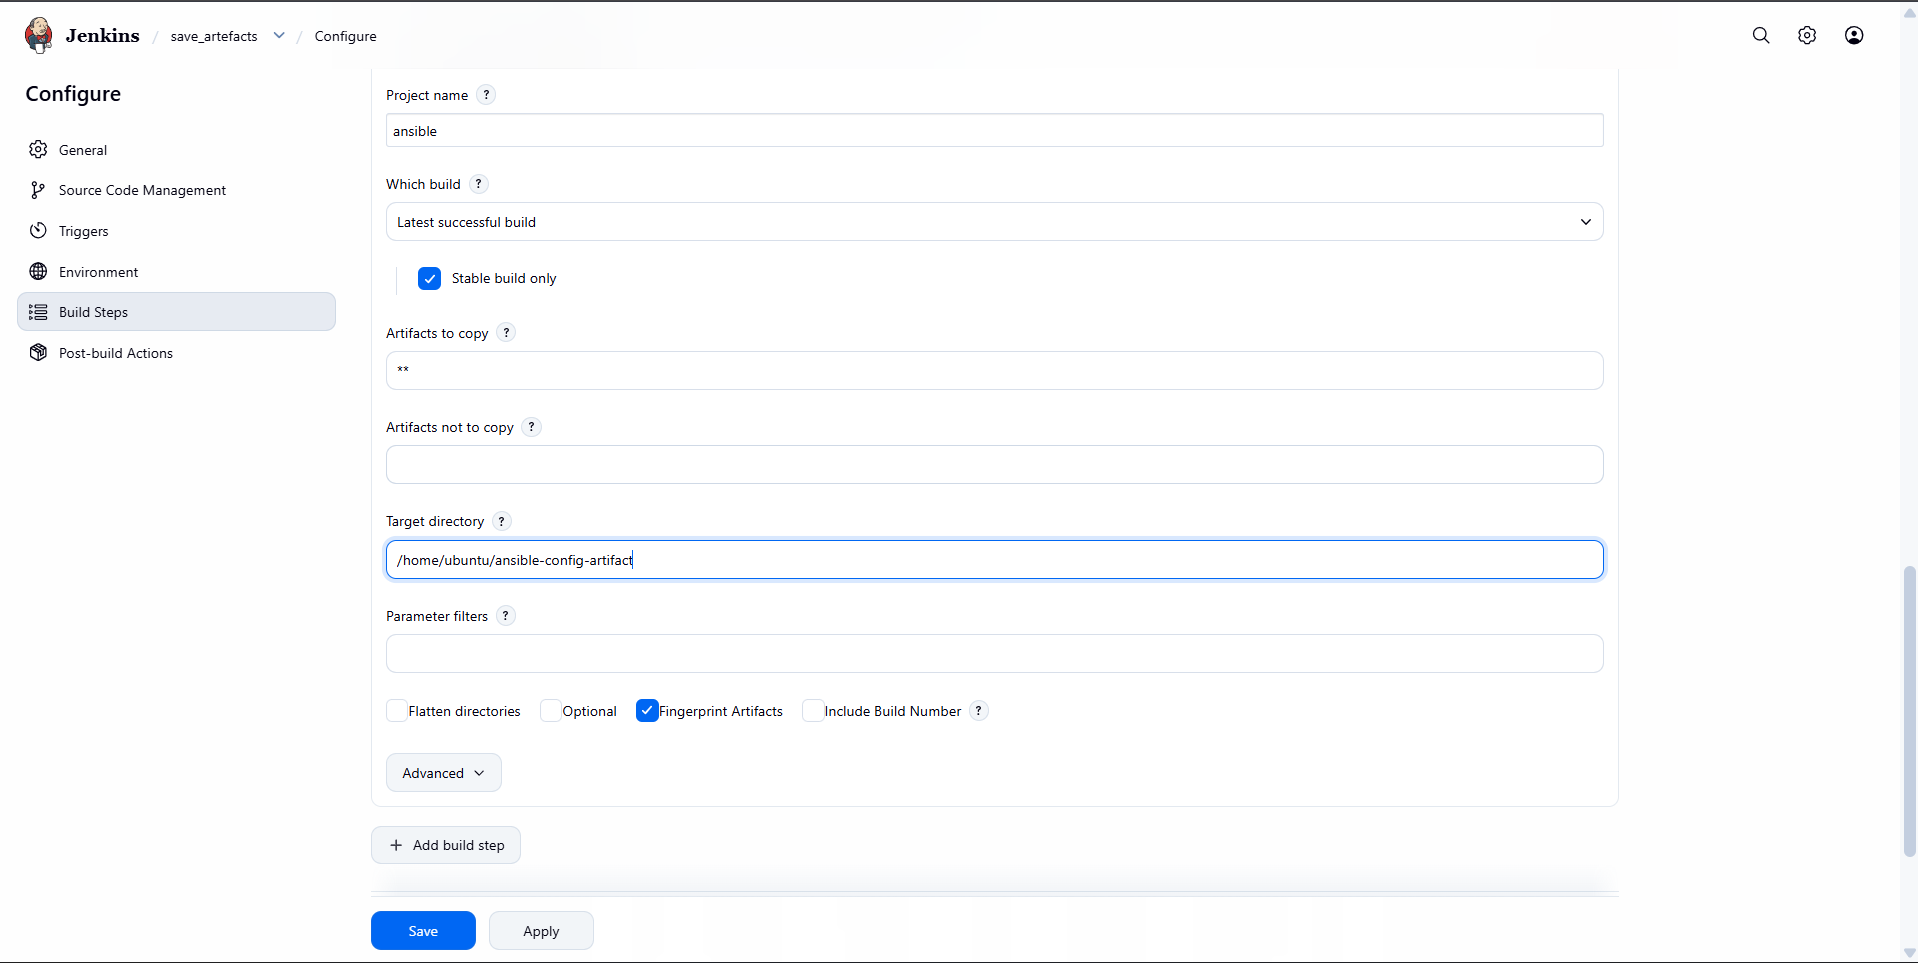 Jenkins / save_artefacts / Configure
Configure
General
Source Code Management
Triggers
Environment
Build Steps
Post-build Actions
Project name ?
ansible
Which build ?
Latest successful build
Stable build only
Artifacts to copy ?
**
Artifacts not to copy ?
Target directory ?
/home/ubuntu/ansible-config-artifact
Parameter filters ?
Flatten directories Optional Fingerprint Artifacts Include Build Number ?
Advanced
+ Add build step
Save Apply